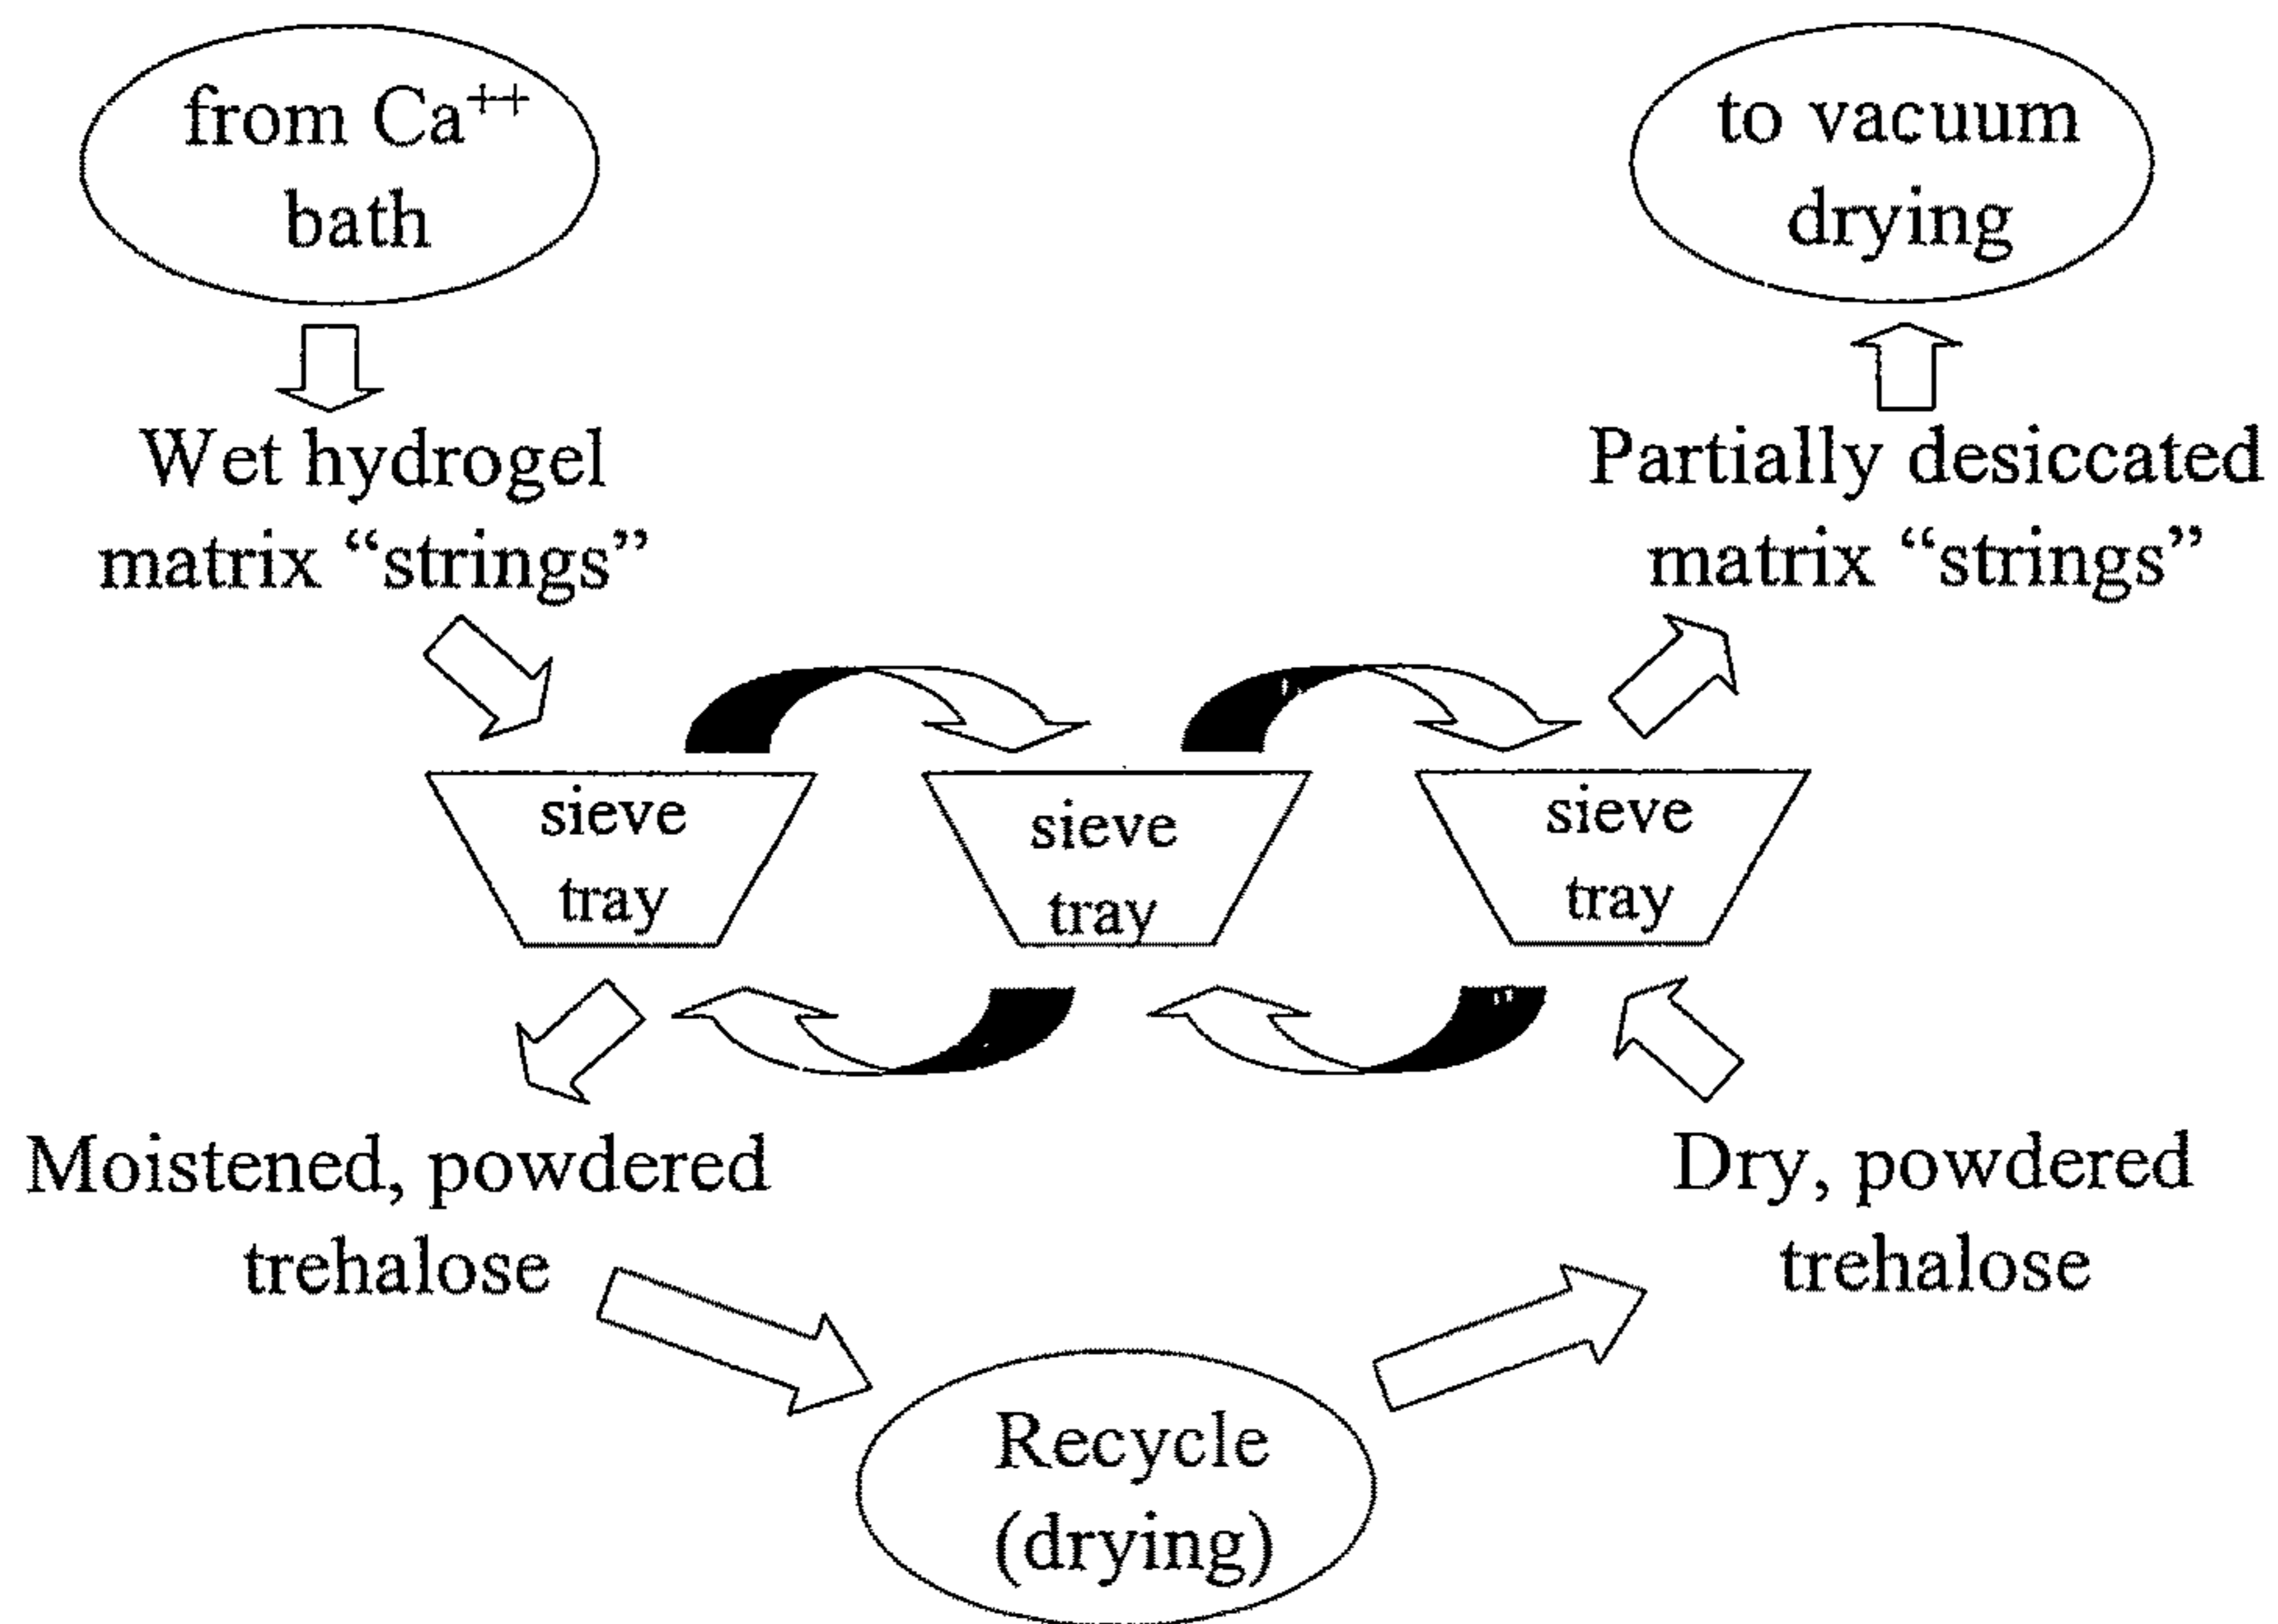 from Ca⁺⁺
bath
to vacuum
drying
Wet hydrogel
matrix “strings”
Partially desiccated
matrix “strings”
sieve
tray
sieve
tray
sieve
tray
Moistened, powdered
trehalose
Dry, powdered
trehalose
Recycle
(drying)